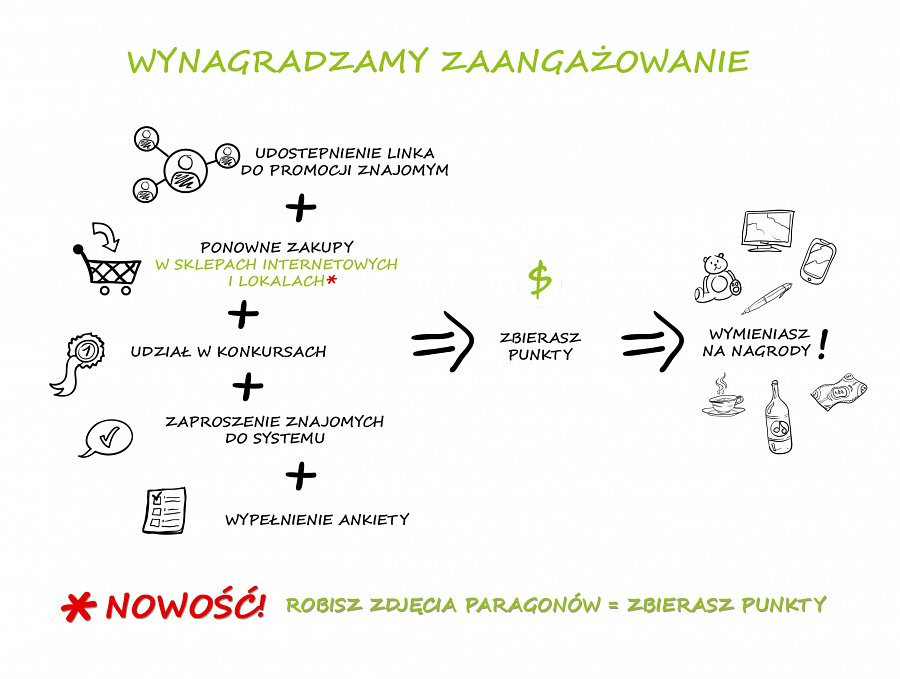 WYNAGRADZAMY ZAANGAŻOWANIE
UDOSTEPNIENIE LINKA
DO PROMOCJI ZNAJOMYM
+
PONOWNE ZAKUPY
W SKLEPACH INTERNETOWYCH
I LOKALACH*
+
UDZIAŁ W KONKURSACH
+
ZAPROSZENIE ZNAJOMYCH
DO SYSTEMU
+
WYPEŁNIENIE ANKIETY
$
ZBIERASZ
PUNKTY
WYMIENIASZ
NA NAGRODY!
1
* NOWOŚĆ! ROBISZ ZDJĘCIA PARAGONÓW = ZBIERASZ PUNKTY